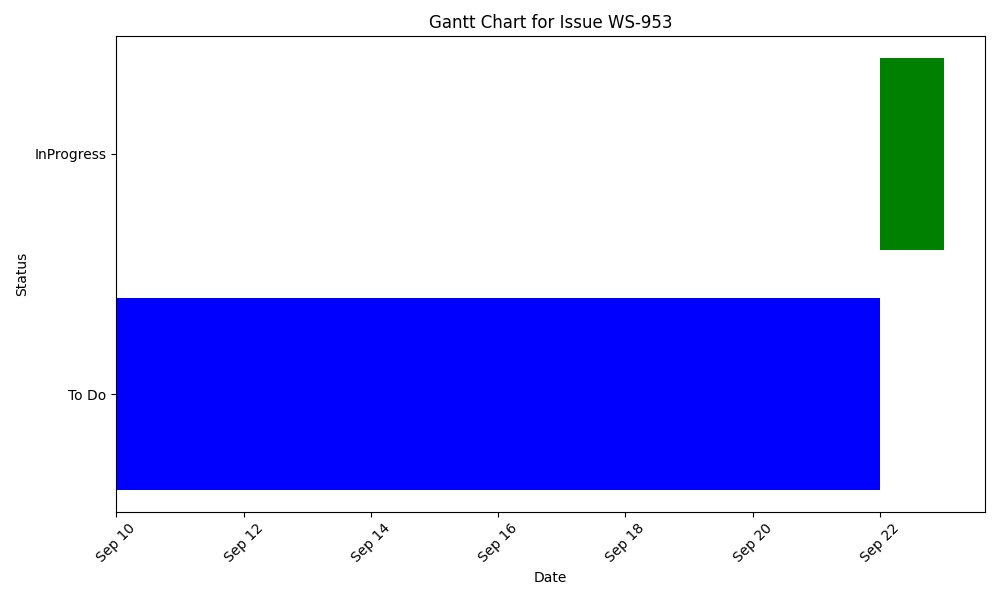 Gantt Chart for Issue WS-953
InProgress
Status
To Do
Sep 10
Sep 12
Sep 14
Sep 16
Sep 18
Sep 20
Sep 22
Date